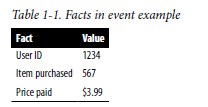 Table 1-1. Facts in event example
Fact Value
User ID 1234
Item purchased 567
Price paid $3.99